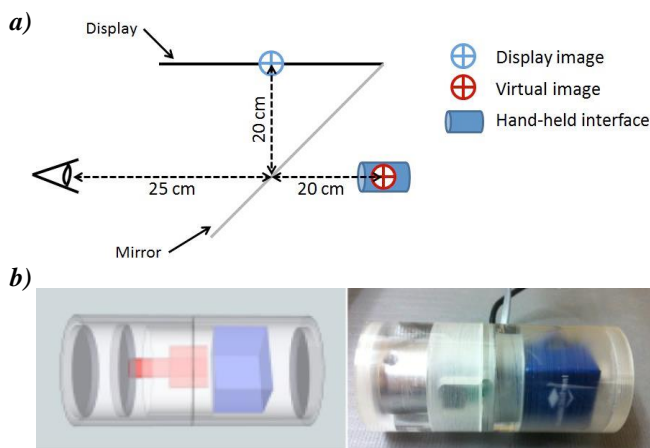 a)
Display
Display image
Virtual image
Hand-held interface
20 cm
25 cm
20 cm
Mirror
b)